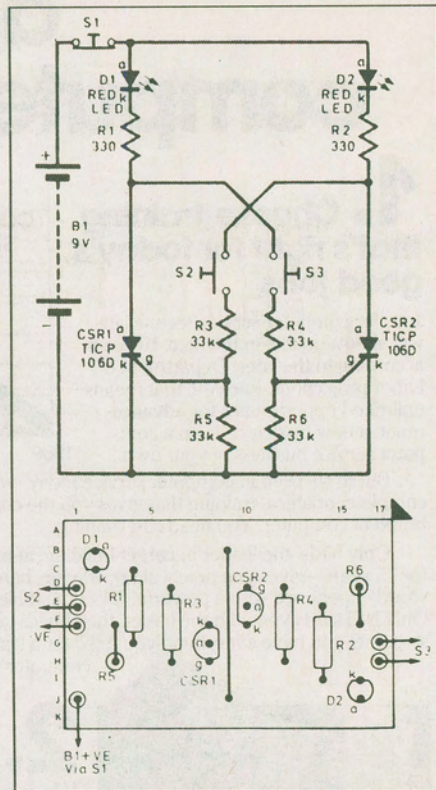 S1
a
D1
RED
LED
k
a
D2
RED
LED
k
R1
330
R2
330
+
B1
9V
-
S2
S3
CSR1
TICP
106D
a
k
g
R3
33k
R4
33k
CSR2
TICP
106D
a
g
k
R5
33k
R6
33k
1 5 10 15 17
A
B
C
D
E
F
G
H
I
J
K
D1
a
k
S2
-VE
R1
R3
R5
CSR1
k
a
g
CSR2
g
a
k
R4
R2
R6
S3
D2
k
a
B1+VE
Via S1